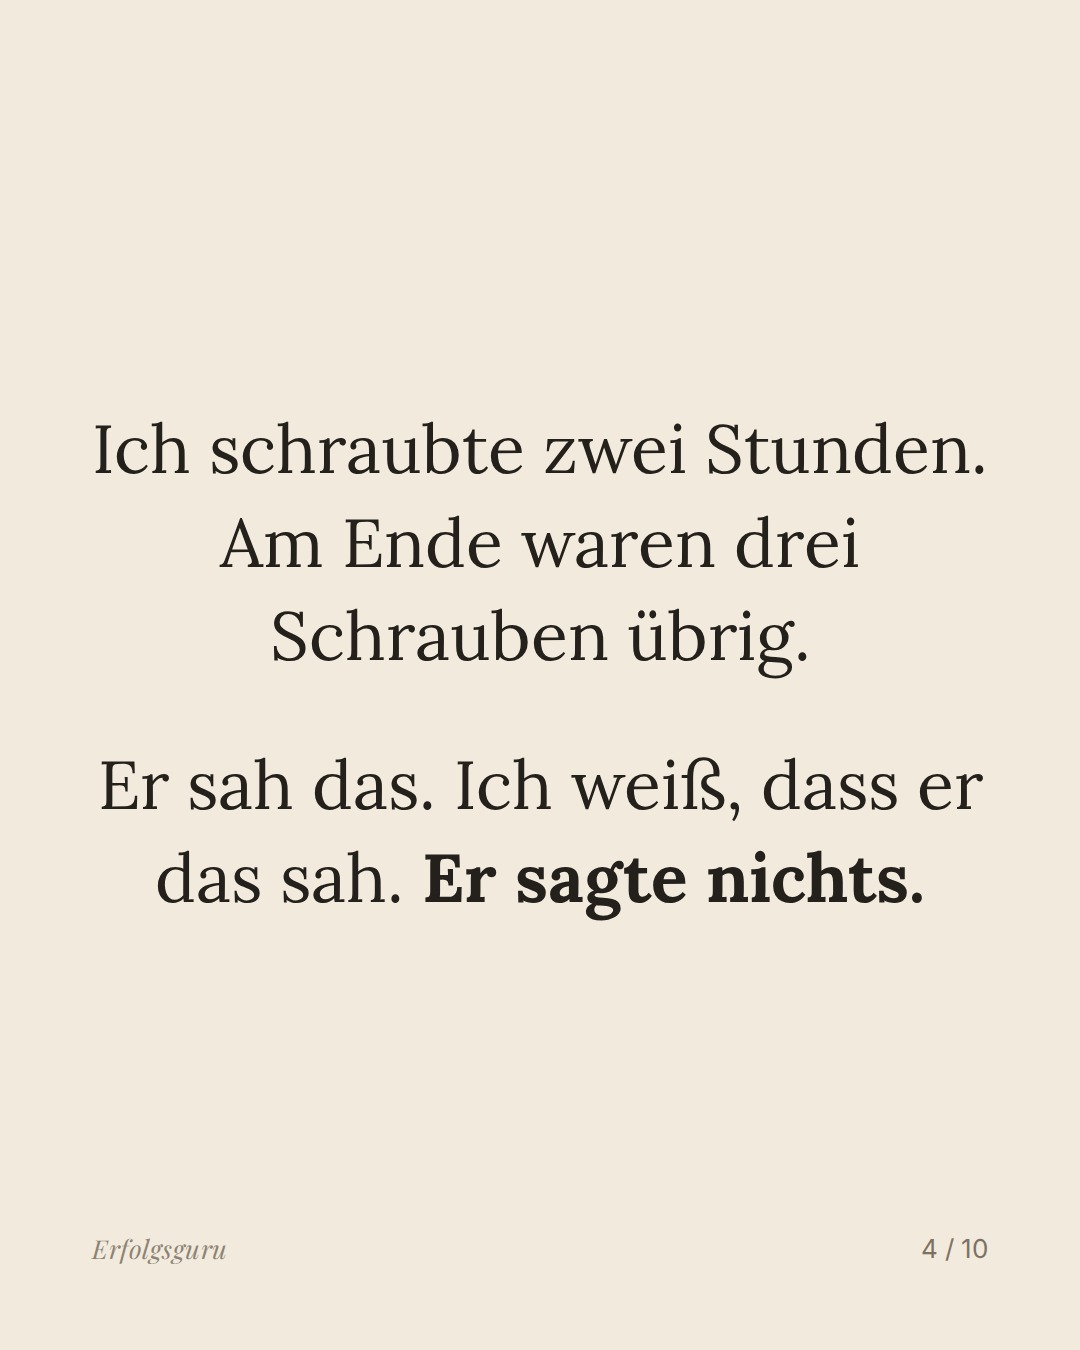 Ich schraubte zwei Stunden.
Am Ende waren drei
Schrauben übrig.
Er sah das. Ich weiß, dass er
das sah. Er sagte nichts.
Erfolgsguru
4 / 10